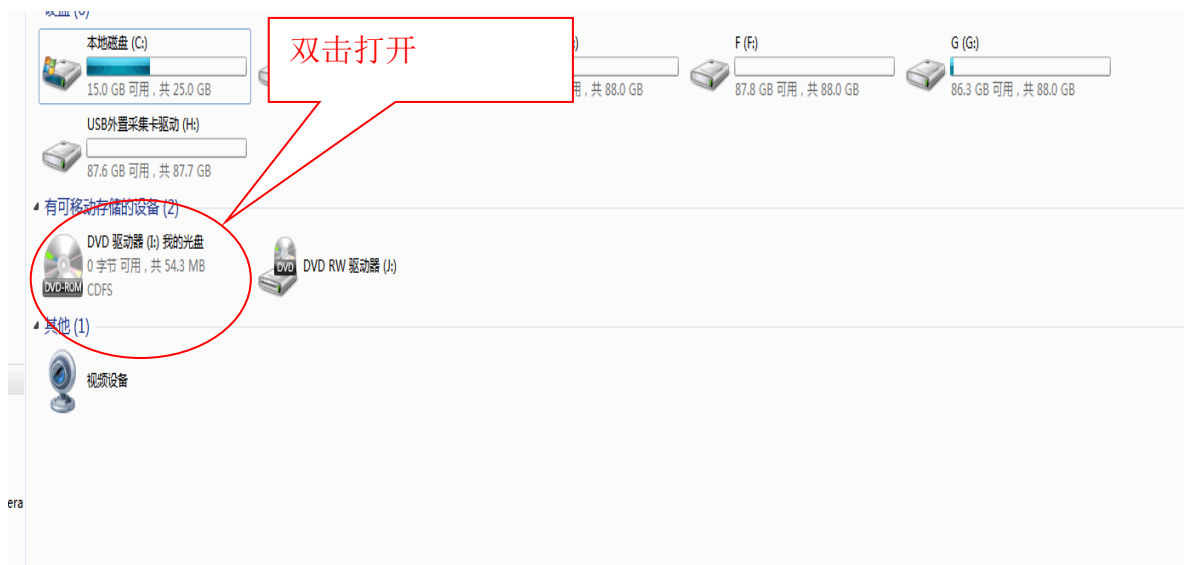 硬盘 (6)
本地磁盘 (C:)
15.0 GB 可用 , 共 25.0 GB
双击打开
用 , 共 88.0 GB
F (F:)
87.8 GB 可用 , 共 88.0 GB
G (G:)
86.3 GB 可用 , 共 88.0 GB
USB外置采集卡驱动 (H:)
87.6 GB 可用 , 共 87.7 GB
有可移动存储的设备 (2)
DVD 驱动器 (I:) 我的光盘
0 字节 可用 , 共 54.3 MB
CDFS
DVD-ROM
DVD
DVD RW 驱动器 (J:)
其他 (1)
视频设备
era